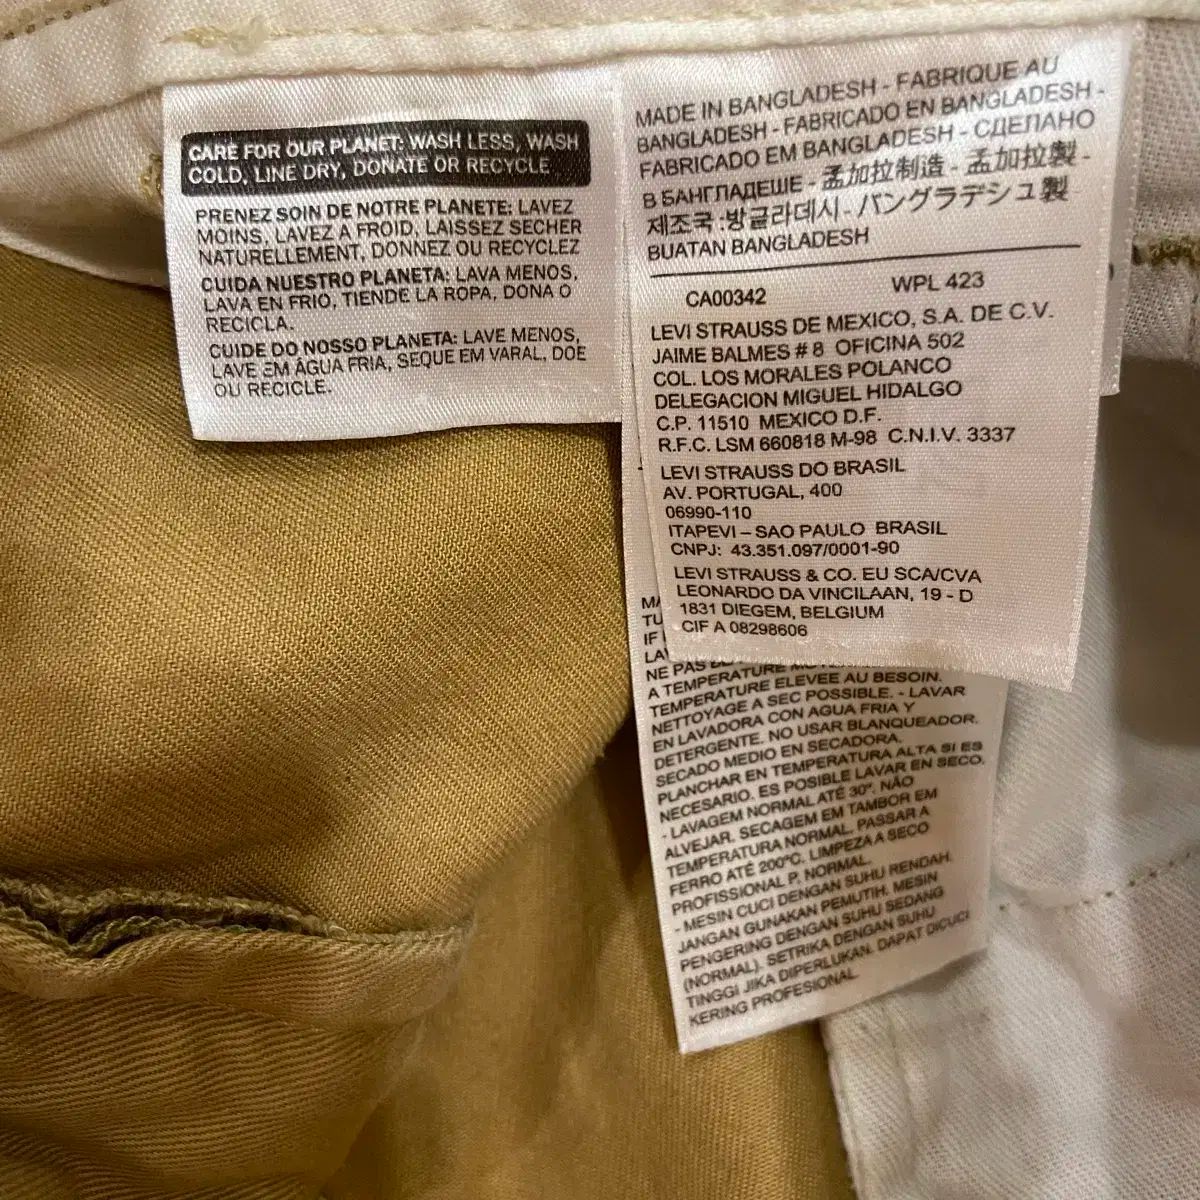 CARE FOR OUR PLANET: WASH LESS, WASH
COLD, LINE DRY, DONATE OR RECYCLE
PRENEZ SOIN DE NOTRE PLANETE: LAVEZ
MOINS, LAVEZ A FROID, LAISSEZ SECHER
NATURELLEMENT, DONNEZ OU RECYCLEZ
CUIDA NUESTRO PLANETA: LAVA MENOS,
LAVA EN FRIO, TIENDE LA ROPA, DONA O
RECICLA.
CUIDE DO NOSSO PLANETA: LAVE MENOS,
LAVE EM ÁGUA FRIA, SEQUE EM VARAL, DOE
OU RECICLE.
MADE IN BANGLADESH - FABRIQUE AU
BANGLADESH - FABRICADO EN BANGLADESH -
FABRICADO EM BANGLADESH - СДЕЛАНО
В БАНГЛАДЕШЕ - 孟加拉制造 - 孟加拉製 -
제조국 :방글라데시 - バングラデシュ製
BUATAN BANGLADESH
CA00342 WPL 423
LEVI STRAUSS DE MEXICO, S.A. DE C.V.
JAIME BALMES # 8 OFICINA 502
COL. LOS MORALES POLANCO
DELEGACION MIGUEL HIDALGO
C.P. 11510 MEXICO D.F.
R.F.C. LSM 660818 M-98 C.N.I.V. 3337
LEVI STRAUSS DO BRASIL
AV. PORTUGAL, 400
06990-110
ITAPEVI – SAO PAULO BRASIL
CNPJ: 43.351.097/0001-90
LEVI STRAUSS & CO. EU SCA/CVA
LEONARDO DA VINCILAAN, 19 - D
1831 DIEGEM, BELGIUM
CIF A 08298606
IF
NE PAS
A TEMPERATURE
TEMPERATURE ELEVEE AU BESOIN.
NETTOYAGE A SEC POSSIBLE. - LAVAR
EN LAVADORA CON AGUA FRIA Y
DETERGENTE. NO USAR BLANQUEADOR.
SECADO MEDIO EN SECADORA.
PLANCHAR EN TEMPERATURA ALTA SI ES
NECESARIO. ES POSIBLE LAVAR EN SECO.
- LAVAGEM NORMAL ATÉ 30°. NÃO
ALVEJAR. SECAGEM EM TAMBOR EM
TEMPERATURA NORMAL. PASSAR A
FERRO ATÉ 200°C. LIMPEZA A SECO
PROFISSIONAL P, NORMAL.
- MESIN CUCI DENGAN SUHU RENDAH.
JANGAN GUNAKAN PEMUTIH. MESIN
PENGERING DENGAN SUHU SEDANG
(NORMAL). SETRIKA DENGAN SUHU
TINGGI JIKA DIPERLUKAN. DAPAT DICUCI
KERING PROFESIONAL.